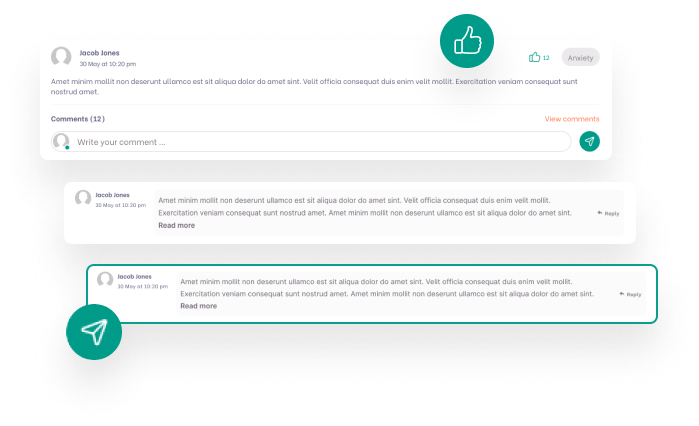 Jacob Jones
30 May at 10:20 pm
12
Anxiety
Amet minim mollit non deserunt ullamco est sit aliqua dolor do amet sint. Velit officia consequat duis enim velit mollit. Exercitation veniam consequat sunt
nostrud amet.
Comments (12)
View comments
Write your comment ...
Jacob Jones
30 May at 10:30 pm
Amet minim mollit non deserunt ullamco est sit aliqua dolor do amet sint. Velit officia consequat duis enim velit mollit.
Exercitation veniam consequat sunt nostrud amet. Amet minim mollit non deserunt ullamco est sit aliqua dolor do amet sint.
Read more
Reply
Jacob Jones
30 May at 10:30 pm
Amet minim mollit non deserunt ullamco est sit aliqua dolor do amet sint. Velit officia consequat duis enim velit mollit.
Exercitation veniam consequat sunt nostrud amet. Amet minim mollit non deserunt ullamco est sit aliqua dolor do amet sint.
Read more
Reply